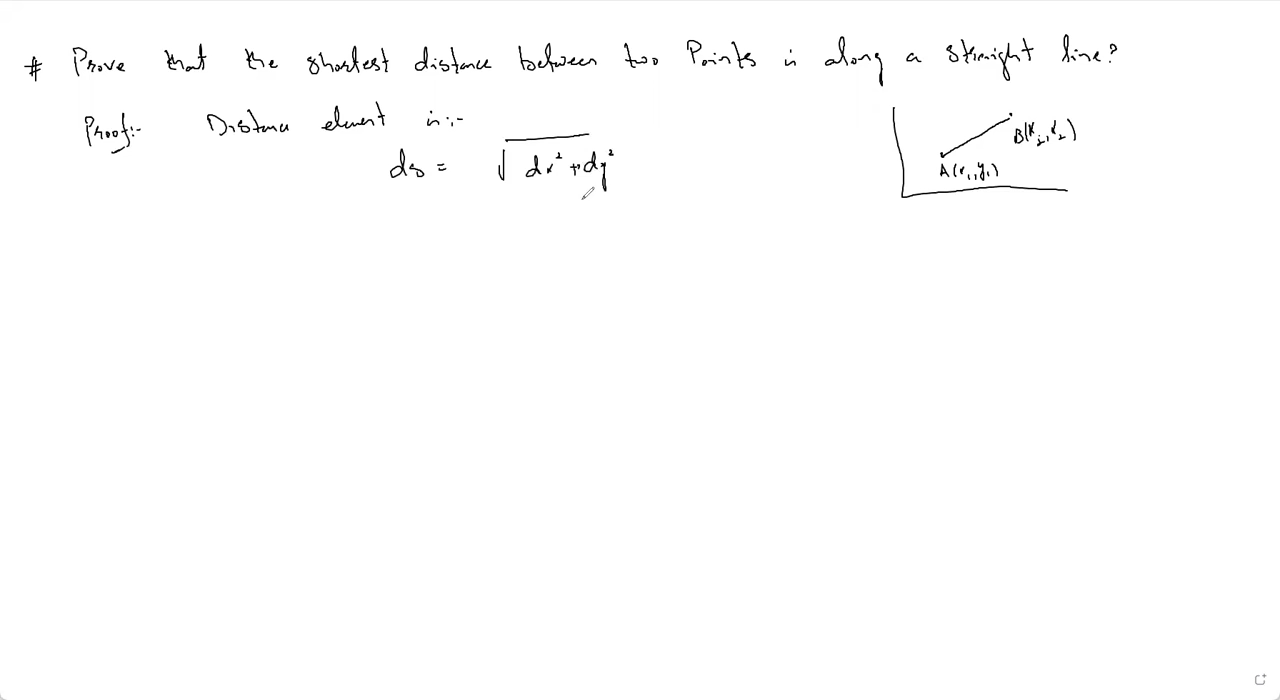 # Prove that the shortest distance between two Points is along a straight line?
Proof:- Distance element is:-
ds = √dx² + dy²
B(x₂, y₂)
A(x₁, y₁)